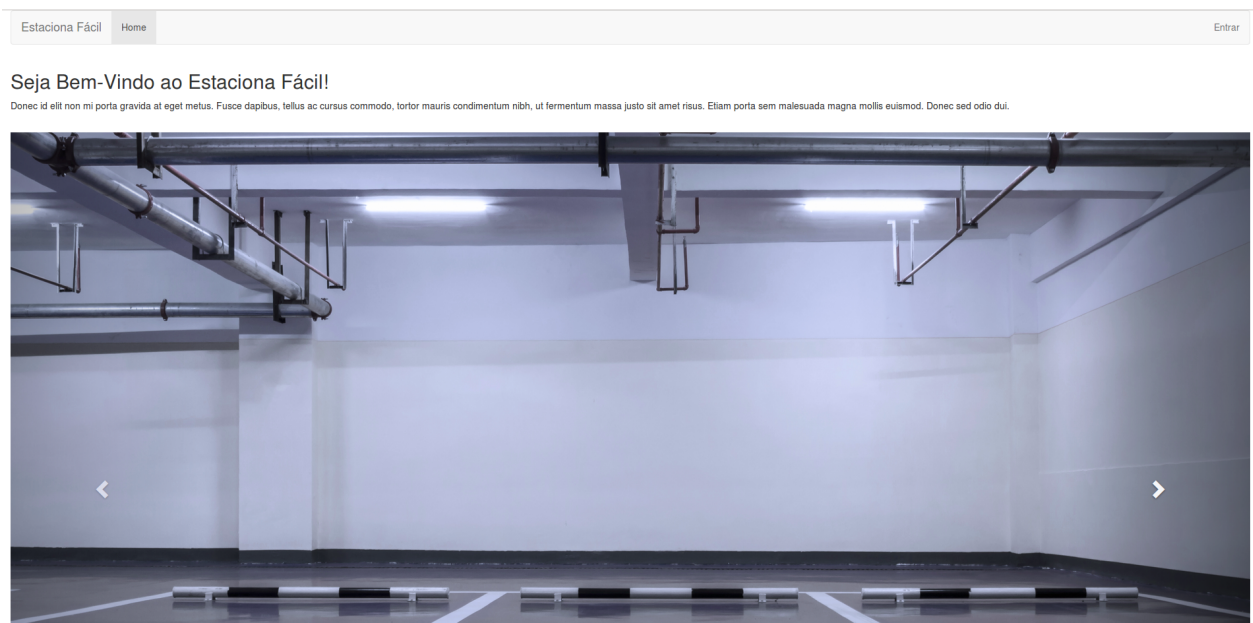 Estaciona Fácil Home Entrar
Seja Bem-Vindo ao Estaciona Fácil!
Donec id elit non mi porta gravida at eget metus. Fusce dapibus, tellus ac cursus commodo, tortor mauris condimentum nibh, ut fermentum massa justo sit amet risus. Etiam porta sem malesuada magna mollis euismod. Donec sed odio dui.